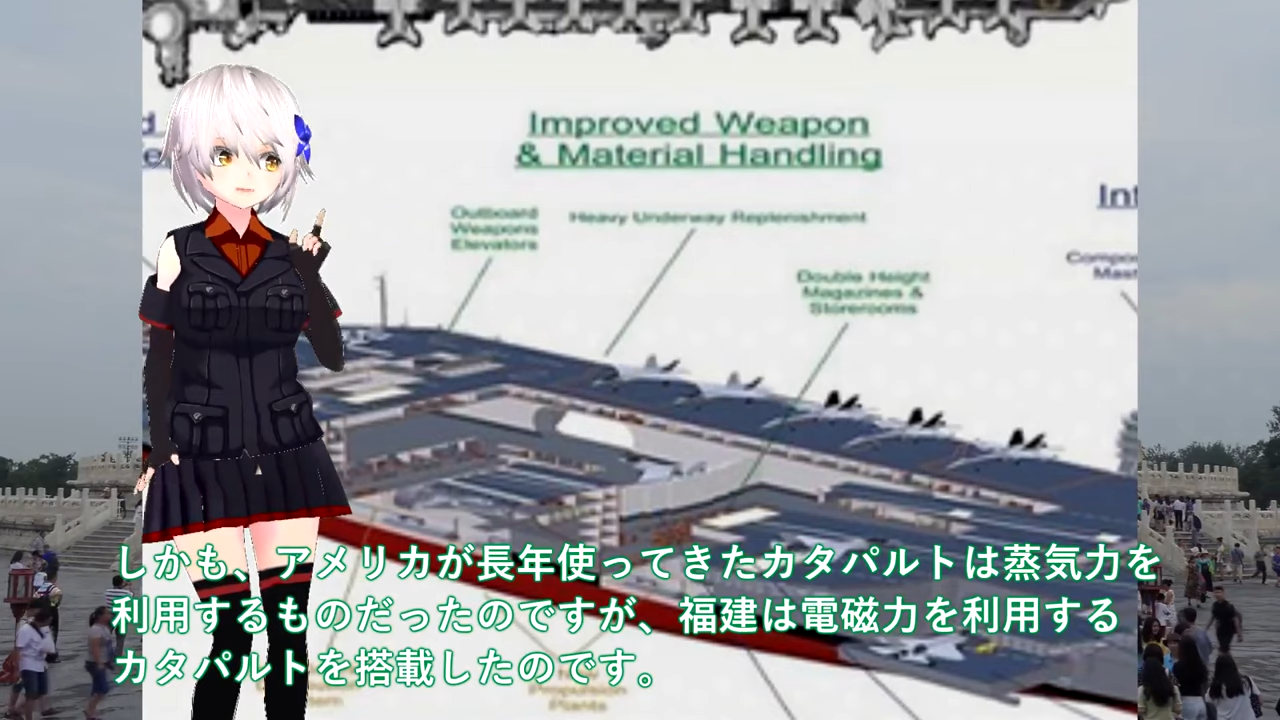 Improved Weapon
& Material Handling
Outboard
Weapons
Elevators
Heavy Underway Replenishment
Double Height
Magazines &
Storerooms
しかも、アメリカが長年使ってきたカタパルトは蒸気力を
利用するものだったのですが、福建は電磁力を利用する
カタパルトを搭載したのです。
Propulsion
Plants